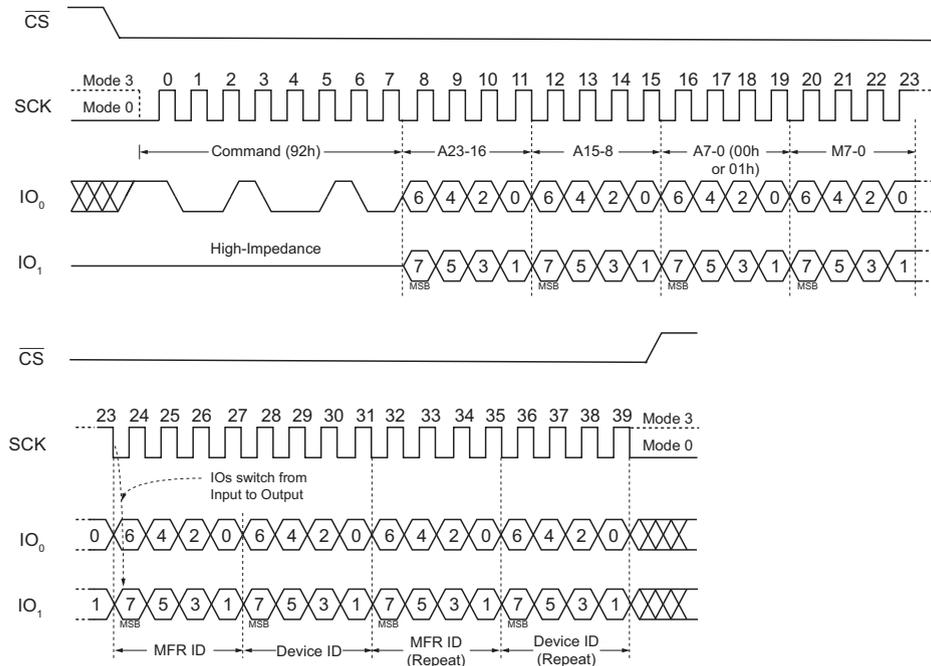 CS
Mode 3 0 1 2 3 4 5 6 7 8 9 10 11 12 13 14 15 16 17 18 19 20 21 22 23
SCK
Mode 0
Command (92h) A23-16 A15-8 A7-0 (00h M7-0
or 01h)
IO0 6 4 2 0 6 4 2 0 6 4 2 0 6 4 2 0
High-Impedance
IO1 7 5 3 1 7 5 3 1 7 5 3 1 7 5 3 1
MSB MSB MSB MSB
CS
23 24 25 26 27 28 29 30 31 32 33 34 35 36 37 38 39 Mode 3
SCK Mode 0
IOs switch from
Input to Output
IO0 0 6 4 2 0 6 4 2 0 6 4 2 0 6 4 2 0
IO1 1 7 5 3 1 7 5 3 1 7 5 3 1 7 5 3 1
MSB MSB MSB MSB
MFR ID Device ID MFR ID Device ID
(Repeat) (Repeat)